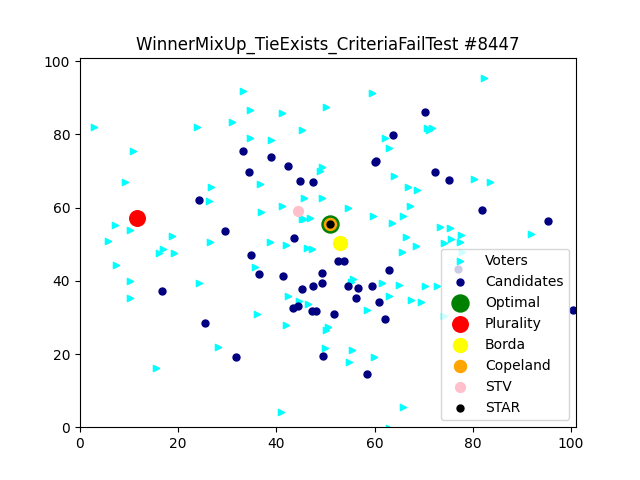 WinnerMixUp_TieExists_CriteriaFailTest #8447
100
80
60
40
20
0
0 20 40 60 80 100
Voters
Candidates
Optimal
Plurality
Borda
Copeland
STV
STAR